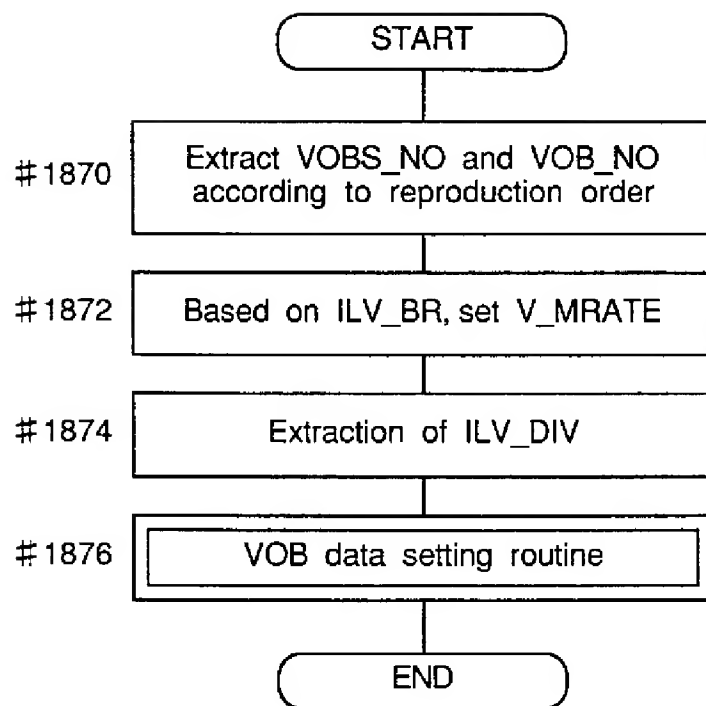 START
#1870
Extract VOBS_NO and VOB_NO
according to reproduction order
#1872
Based on ILV_BR, set V_MRATE
#1874
Extraction of ILV_DIV
#1876
VOB data setting routine
END